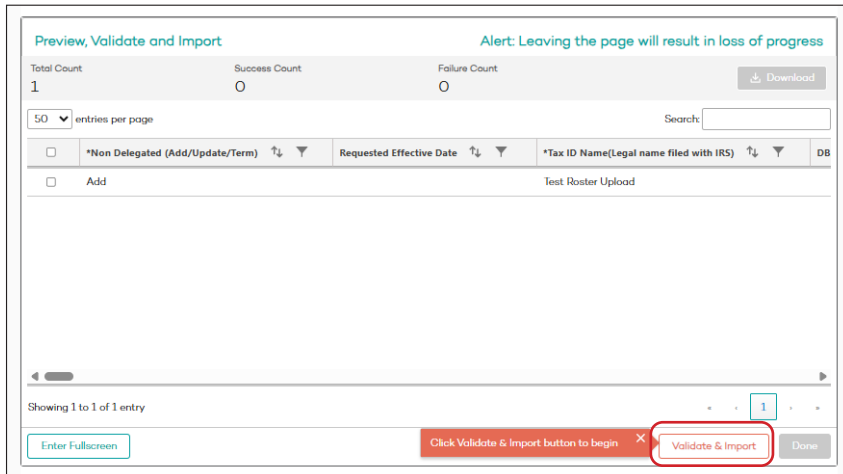 Preview, Validate and Import
Alert: Leaving the page will result in loss of progress
Total Count Success Count Failure Count
1 0 0
Download
50 entries per page
Search:
*Non Delegated (Add/Update/Term) Requested Effective Date *Tax ID Name(Legal name filed with IRS) DB
Add Test Roster Upload
Showing 1 to 1 of 1 entry
« ‹ 1 › »
Enter Fullscreen
Click Validate & Import button to begin ×
Validate & Import
Done